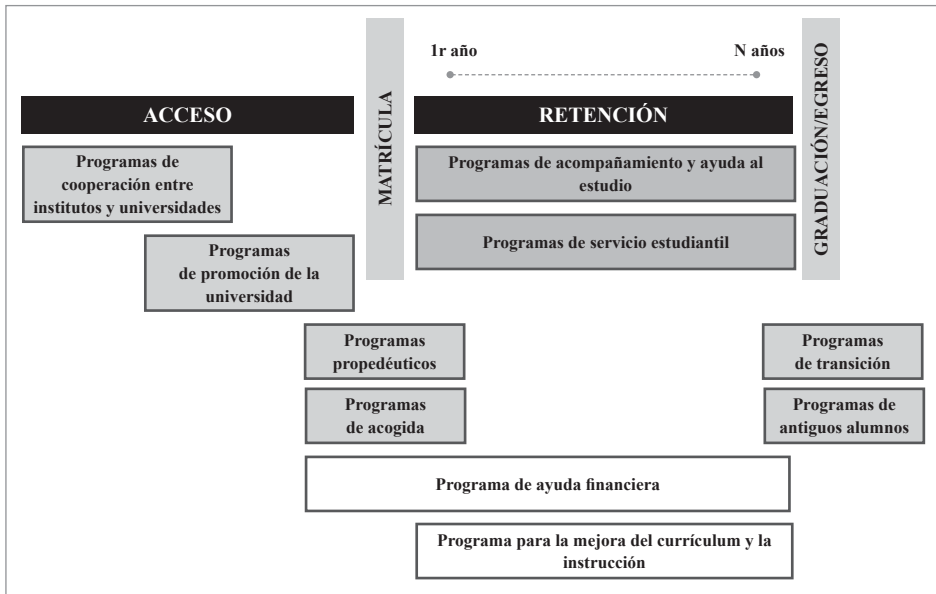 1r año
N años
ACCESO
MATRÍCULA
RETENCIÓN
GRADUACIÓN/EGRESO
Programas de
cooperación entre
institutos y universidades
Programas de acompañamiento y ayuda al
estudio
Programas
de promoción de la
universidad
Programas de servicio estudiantil
Programas
propedéuticos
Programas
de transición
Programas
de acogida
Programas de
antiguos alumnos
Programa de ayuda financiera
Programa para la mejora del currículum y la
instrucción